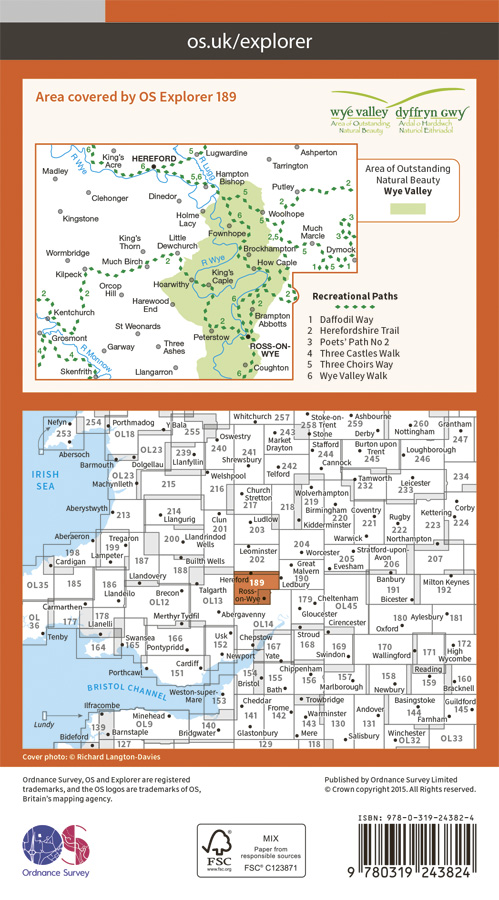 os.uk/explorer
Area covered by OS Explorer 189
wye valley dyffryn gwy
Area of Outstanding
Natural Beauty
Ardal o Harddwch
Naturiol Eithriadol
Area of Outstanding
Natural Beauty
Wye Valley
King's
Acre
HEREFORD
Lugwardine
Ashperton
Tarrington
Madley
R Wye
R Lugg
Hampton
Bishop
Putley
Clehonger
Dinedor
Kingstone
Holme
Lacy
Woolhope
Fownhope
Much
Marcle
King's
Thorn
Little
Dewchurch
Dymock
Brockhampton
Wormbridge
Much Birch
How Caple
Kilpeck
R Wye
King's
Caple
Hoarwithy
Orcop
Hill
Harewood
End
Kentchurch
Brampton
Abbotts
St Weonards
Peterstow
Grosmont
Garway
Three
Ashes
ROSS-ON-
WYE
R Monnow
Skenfrith
Llangarron
Coughton
Recreational Paths
1 Daffodil Way
2 Herefordshire Trail
3 Poets' Path No 2
4 Three Castles Walk
5 Three Choirs Way
6 Wye Valley Walk
Nefyn
253
254
Porthmadog
OL18
Y Bala
255
Whitchurch 257
Stoke-on-
258 Trent
Stone
Ashbourne
259
Derby
260
Nottingham
Grantham
247
Abersoch
Barmouth
OL23
Dolgellau
239
Llanfyllin
Oswestry
240
241
Shrewsbury
243
Market
Drayton
Stafford
244
Cannock
Burton upon
Trent
245
Loughborough
246
234
IRISH
SEA
OL23
Machynlleth
215
Welshpool
216
242
Telford
Tamworth
232
Leicester
233
Aberystwyth
213
214
Llangurig
Church
Stretton
217
218
Wolverhampton
219
Birmingham
220
Kidderminster
Coventry
221
Rugby
222
Kettering
223
Corby
224
Clun
201
Ludlow
203
Aberaeron
198
Cardigan
Tregaron
199
Lampeter
200
Llandrindod
Wells
Warwick
Northampton
207
Leominster
202
204
Worcester
205
Evesham
Stratford-upon-
Avon
206
187
Llandovery
188
Builth Wells
Great
Malvern
190
Ledbury
Hereford
189
Ross-
on-Wye
OL35
185
186
Llandeilo
Brecon
OL12
Talgarth
OL13
Banbury
191
Bicester
Milton Keynes
192
Carmarthen
OL
36
177
178
Llanelli
Merthyr Tydfil
Abergavenny
OL14
179
Cheltenham
OL45
Gloucester
Cirencester
180
Oxford
Aylesbury 181
Tenby
164
Swansea
165
166
Pontypridd
Usk
152
Newport
Chepstow
167
Yate
Stroud
168
169
Swindon
170
Wallingford
171
172
High
Wycombe
Porthcawl
Cardiff
151
154
Bristol
155
Bath
Chippenham
156
157
Marlborough
158
Newbury
Reading
159
160
Bracknell
BRISTOL CHANNEL
Weston-super-
Mare
153
Lundy
Ilfracombe
139
Barnstaple
Bideford
127
Minehead
OL9
140
Bridgwater
Cheddar
141
Glastonbury
129
Frome
142
Trowbridge
143
Warminster
Mere
118
130
Salisbury
Andover
131
Basingstoke
144
Farnham
Guildford
145
Winchester
OL32
OL33
Cover photo: © Richard Langton-Davies
Ordnance Survey, OS and Explorer are registered
trademarks, and the OS logos are trademarks of OS,
Britain's mapping agency.
Published by Ordnance Survey Limited
© Crown copyright 2015. All Rights reserved.
OS
Ordnance Survey
FSC
www.fsc.org
MIX
Paper from
responsible sources
FSC® C123871
ISBN: 978-0-319-24382-4
9 780319 243824